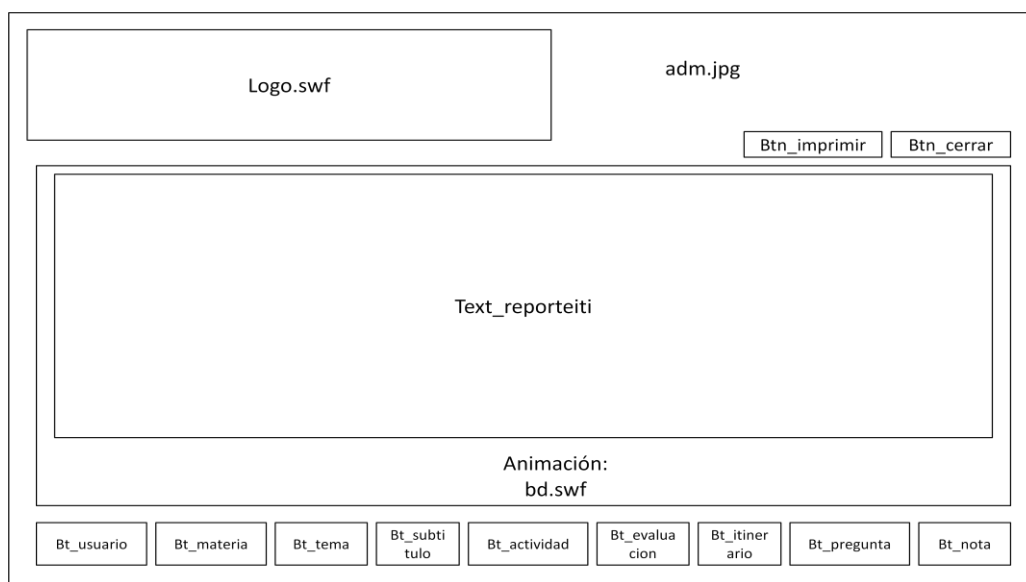 Logo.swf
adm.jpg
Btn_imprimir
Btn_cerrar
Text_reporteiti
Animación:
bd.swf
Bt_usuario
Bt_materia
Bt_tema
Bt_subti
tulo
Bt_actividad
Bt_evalua
cion
Bt_itiner
ario
Bt_pregunta
Bt_nota